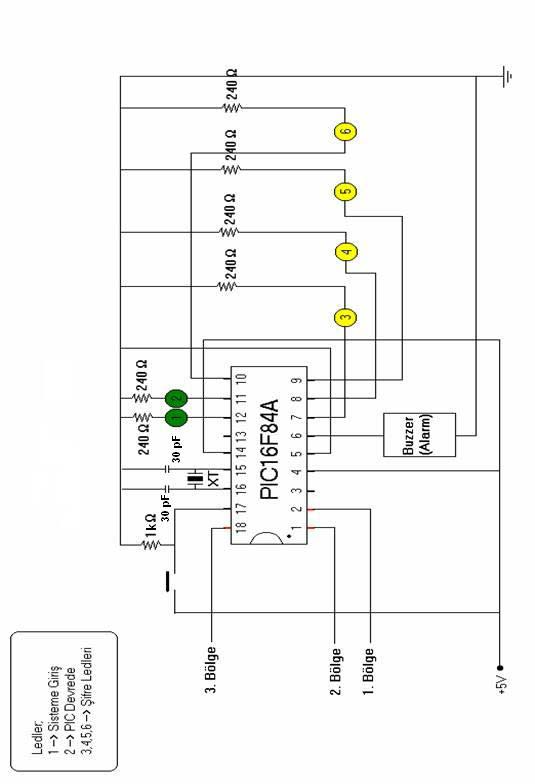 Ledler;
1 –> Sisteme Giriş
2 –> PIC Devrede
3,4,5,6 –> Şifre Ledleri
3. Bölge
2. Bölge
1. Bölge
+5V
1kΩ
30 pF
30 pF
XT
240 Ω
240 Ω
1
2
240 Ω
240 Ω
240 Ω
240 Ω
3
4
5
6
18 17 16 15 14 13 12 11 10
PIC16F84A
1 2 3 4 5 6 7 8 9
Buzzer
(Alarm)